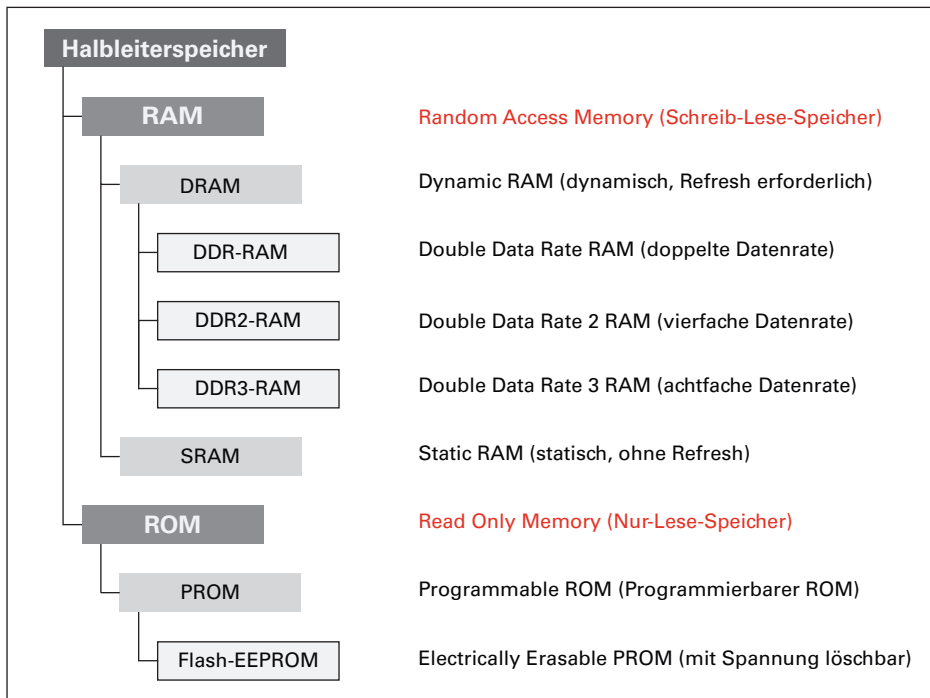 Halbleiterspeicher
RAM Random Access Memory (Schreib-Lese-Speicher)
DRAM Dynamic RAM (dynamisch, Refresh erforderlich)
DDR-RAM Double Data Rate RAM (doppelte Datenrate)
DDR2-RAM Double Data Rate 2 RAM (vierfache Datenrate)
DDR3-RAM Double Data Rate 3 RAM (achtfache Datenrate)
SRAM Static RAM (statisch, ohne Refresh)
ROM Read Only Memory (Nur-Lese-Speicher)
PROM Programmable ROM (Programmierbarer ROM)
Flash-EEPROM Electrically Erasable PROM (mit Spannung löschbar)